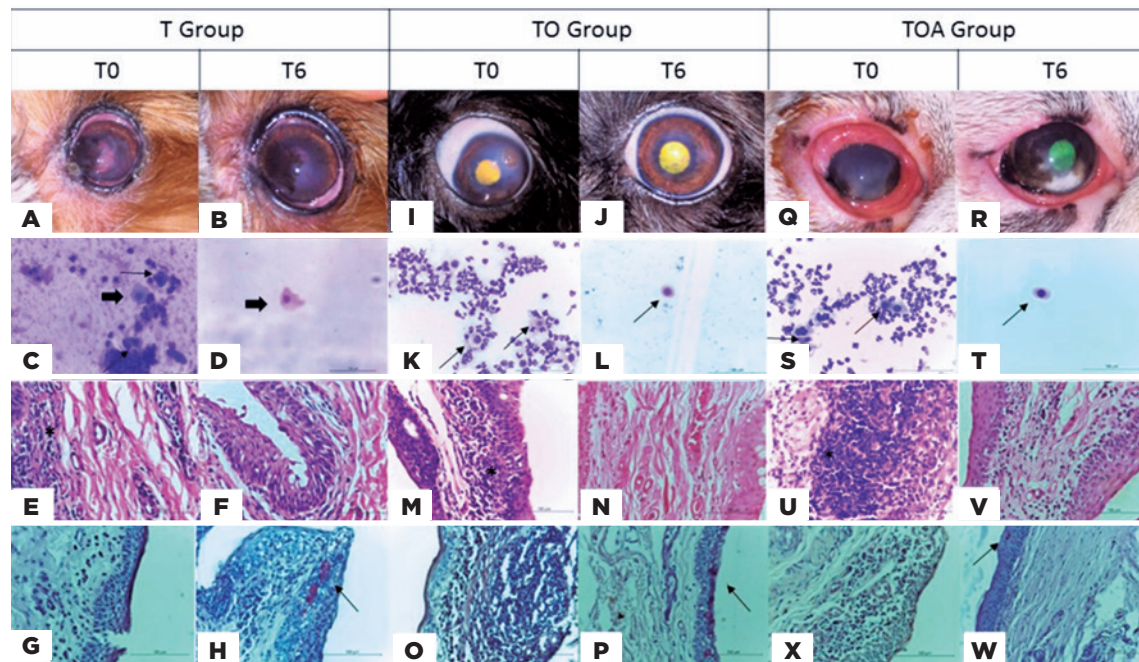 T Group TO Group TOA Group
T0 T6 T0 T6 T0 T6
A B I J Q R
C D K L S T
E F M N U V
G H O P X W